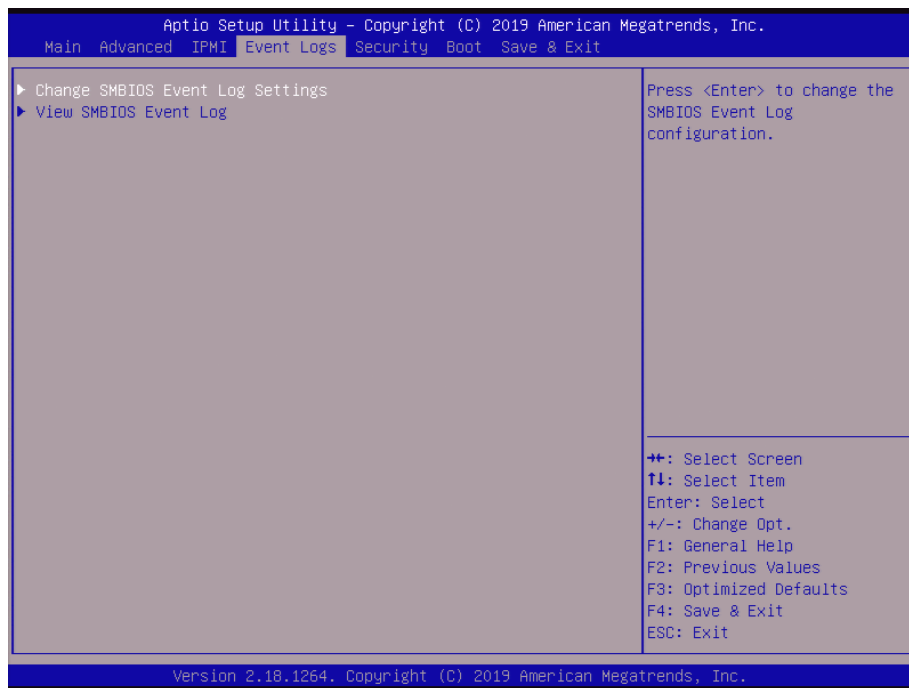 Aptio Setup Utility – Copyright (C) 2019 American Megatrends, Inc.
Main Advanced IPMI Event Logs Security Boot Save & Exit
▶ Change SMBIOS Event Log Settings
▶ View SMBIOS Event Log
Press <Enter> to change the
SMBIOS Event Log
configuration.
→←: Select Screen
↑↓: Select Item
Enter: Select
+/-: Change Opt.
F1: General Help
F2: Previous Values
F3: Optimized Defaults
F4: Save & Exit
ESC: Exit
Version 2.18.1264. Copyright (C) 2019 American Megatrends, Inc.